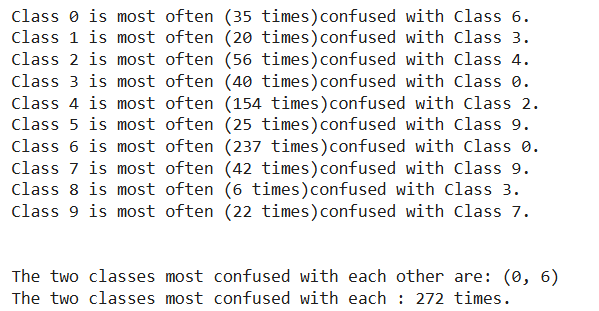 Class 0 is most often (35 times)confused with Class 6.
Class 1 is most often (20 times)confused with Class 3.
Class 2 is most often (56 times)confused with Class 4.
Class 3 is most often (40 times)confused with Class 0.
Class 4 is most often (154 times)confused with Class 2.
Class 5 is most often (25 times)confused with Class 9.
Class 6 is most often (237 times)confused with Class 0.
Class 7 is most often (42 times)confused with Class 9.
Class 8 is most often (6 times)confused with Class 3.
Class 9 is most often (22 times)confused with Class 7.
The two classes most confused with each other are: (0, 6)
The two classes most confused with each : 272 times.